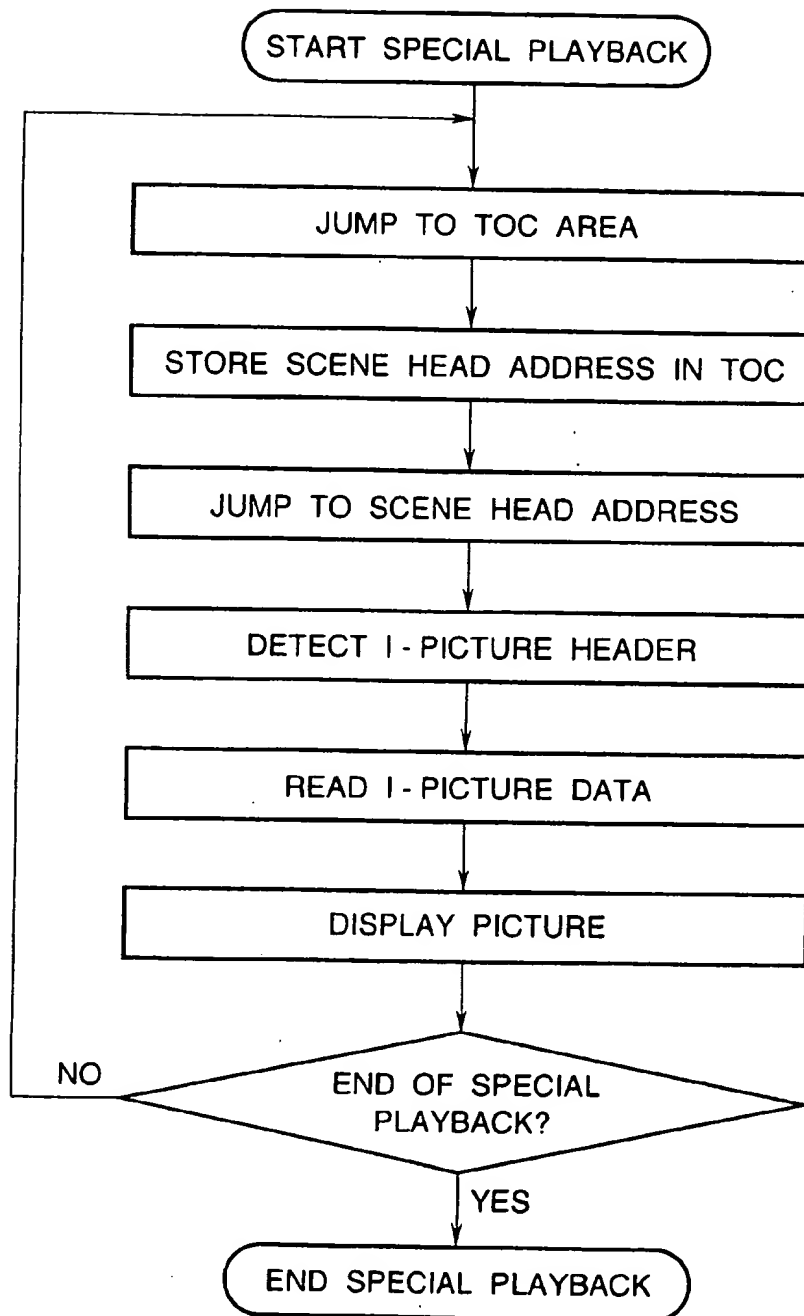 START SPECIAL PLAYBACK
JUMP TO TOC AREA
STORE SCENE HEAD ADDRESS IN TOC
JUMP TO SCENE HEAD ADDRESS
DETECT I - PICTURE HEADER
READ I - PICTURE DATA
DISPLAY PICTURE
NO
END OF SPECIAL
PLAYBACK?
YES
END SPECIAL PLAYBACK